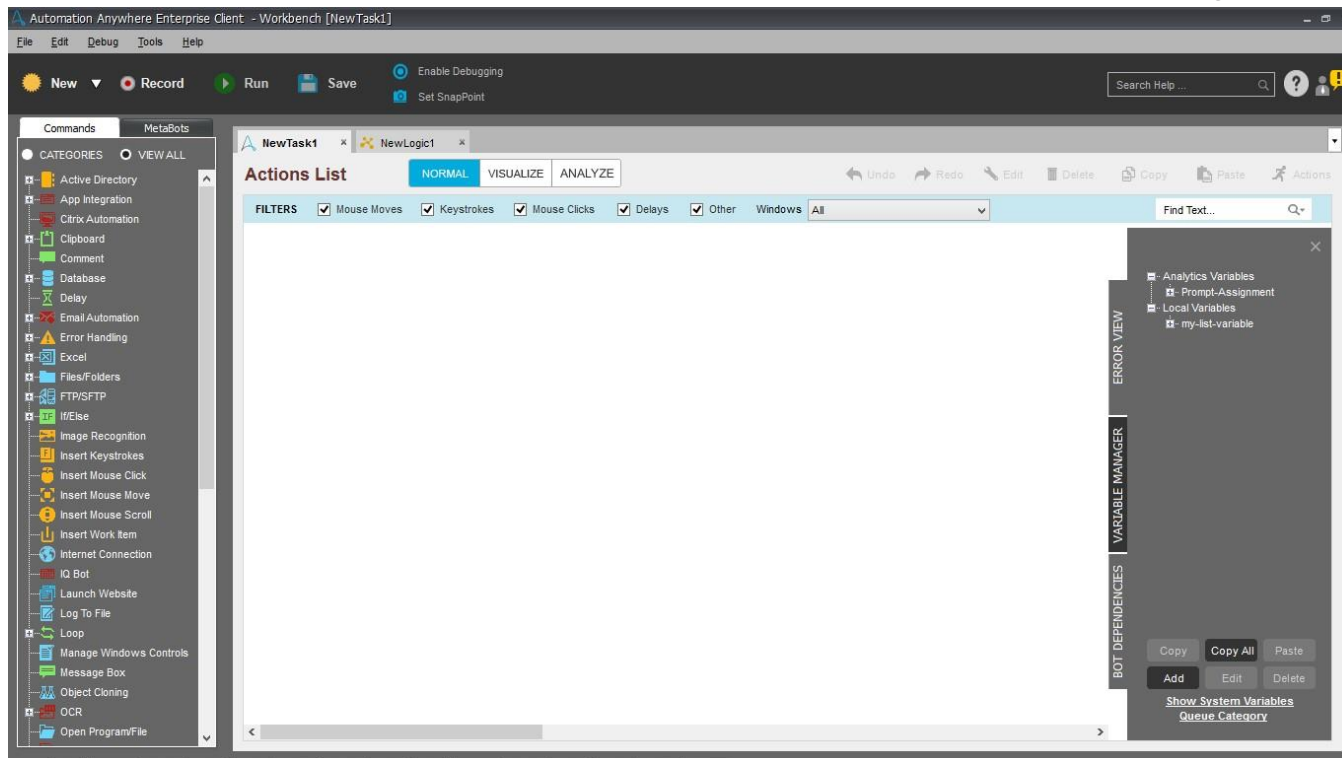 Automation Anywhere Enterprise Client - Workbench [NewTask1]
File Edit Debug Tools Help
New Record Run Save
Enable Debugging
Set SnapPoint
Search Help ...
Commands MetaBots
CATEGORIES VIEW ALL
Active Directory
App Integration
Citrix Automation
Clipboard
Comment
Database
Delay
Email Automation
Error Handling
Excel
Files/Folders
FTP/SFTP
IF If/Else
Image Recognition
Insert Keystrokes
Insert Mouse Click
Insert Mouse Move
Insert Mouse Scroll
Insert Work Item
Internet Connection
IQ Bot
Launch Website
Log To File
Loop
Manage Windows Controls
Message Box
Object Cloning
OCR
Open Program/File
NewTask1 × NewLogic1 ×
Actions List NORMAL VISUALIZE ANALYZE Undo Redo Edit Delete Copy Paste Actions
FILTERS Mouse Moves Keystrokes Mouse Clicks Delays Other Windows All Find Text...
ERROR VIEW
VARIABLE MANAGER
BOT DEPENDENCIES
Analytics Variables
Prompt-Assignment
Local Variables
my-list-variable
Copy Copy All Paste
Add Edit Delete
Show System Variables
Queue Category